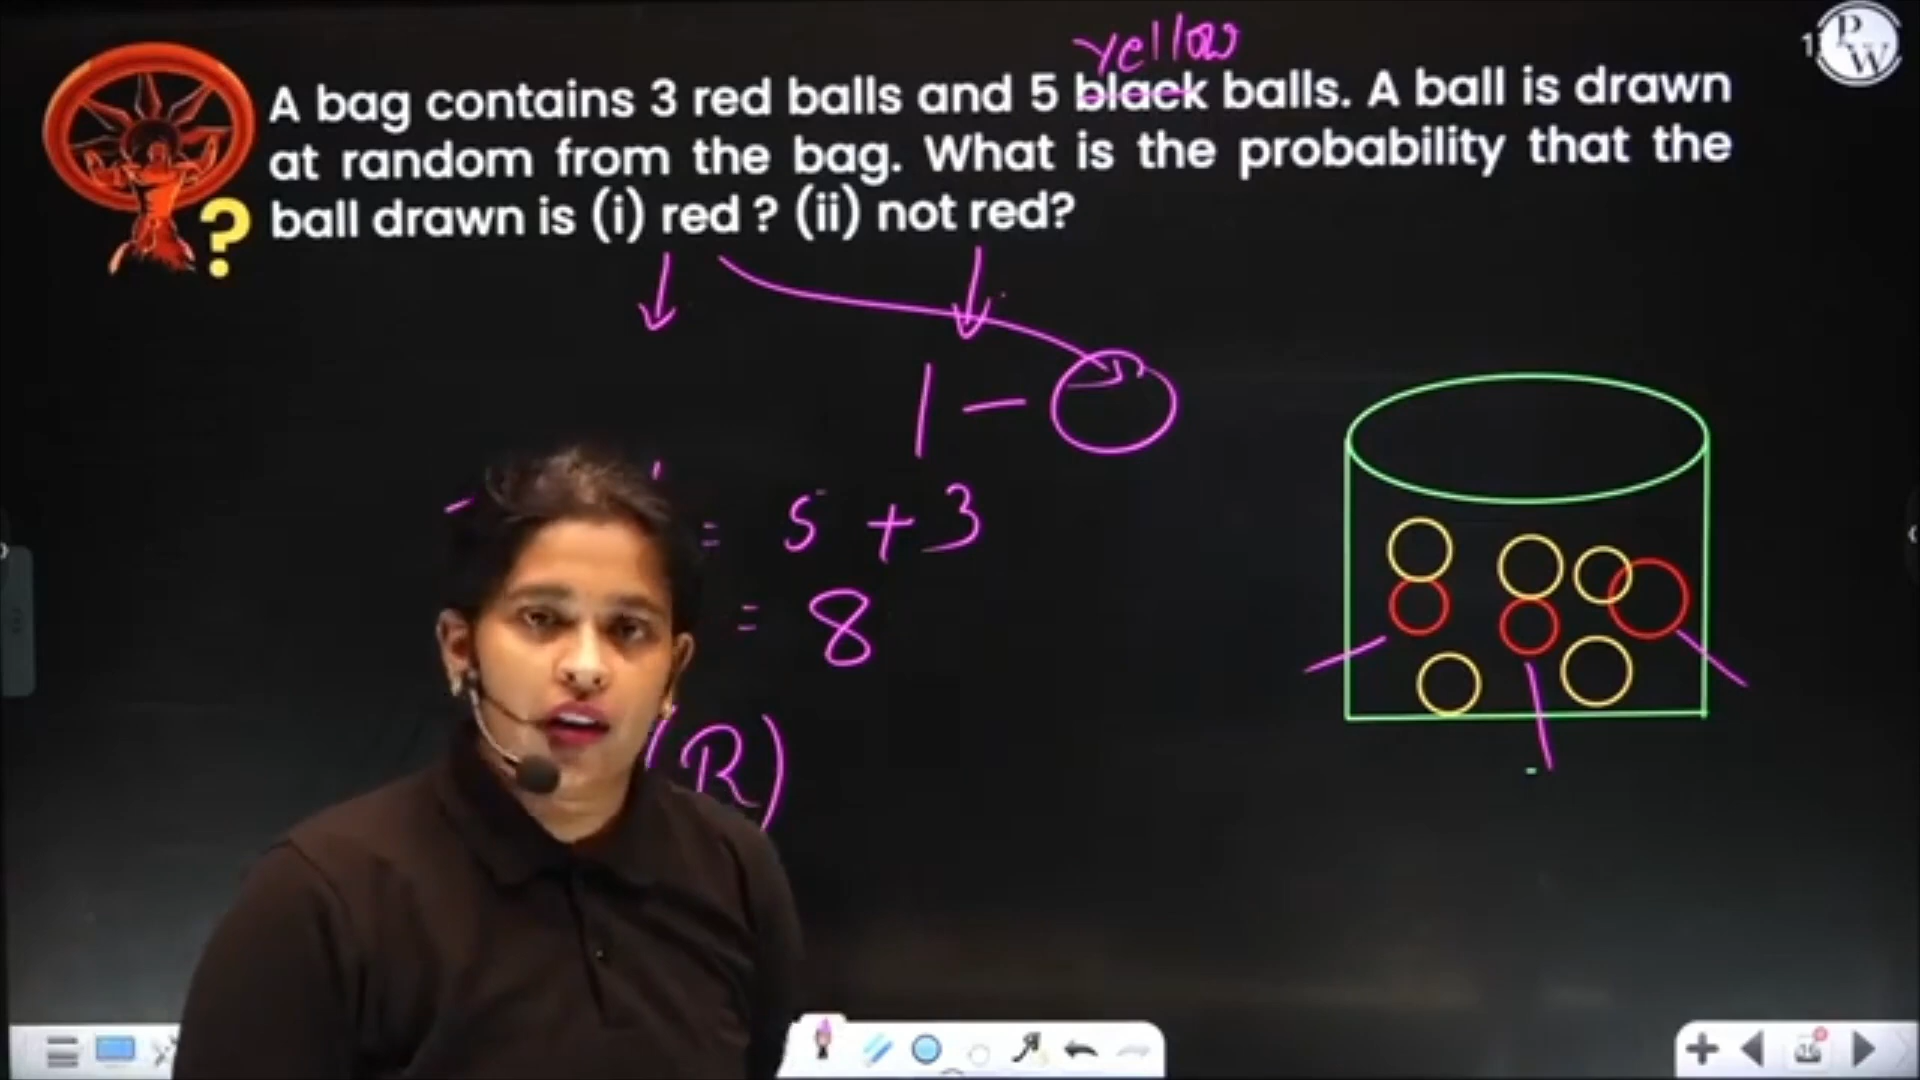 yellow
A bag contains 3 red balls and 5 black balls. A ball is drawn
at random from the bag. What is the probability that the
ball drawn is (i) red ? (ii) not red?
?
1 -
= 5 + 3
= 8
(R)
P
W